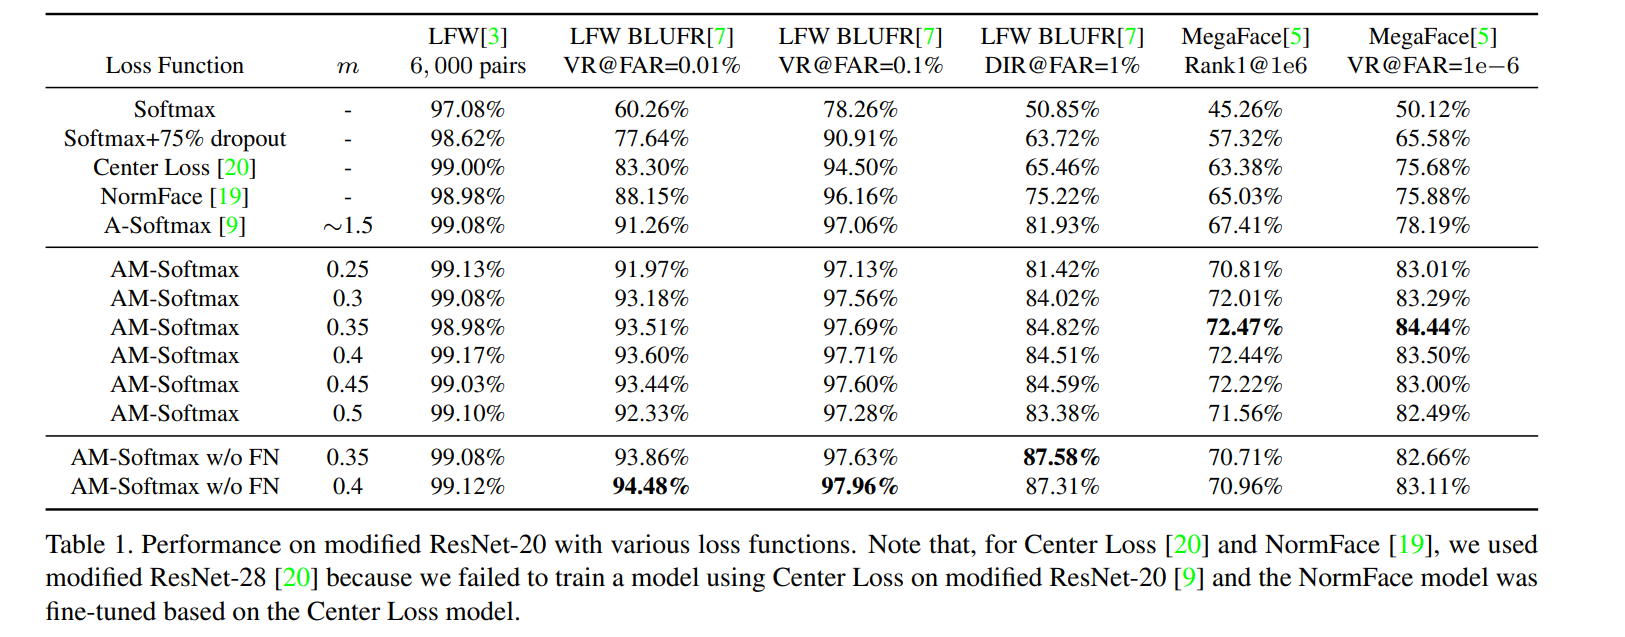 LFW[3] LFW BLUFR[7] LFW BLUFR[7] LFW BLUFR[7] MegaFace[5] MegaFace[5]
Loss Function m 6, 000 pairs VR@FAR=0.01% VR@FAR=0.1% DIR@FAR=1% Rank1@1e6 VR@FAR=1e−6
Softmax - 97.08% 60.26% 78.26% 50.85% 45.26% 50.12%
Softmax+75% dropout - 98.62% 77.64% 90.91% 63.72% 57.32% 65.58%
Center Loss [20] - 99.00% 83.30% 94.50% 65.46% 63.38% 75.68%
NormFace [19] - 98.98% 88.15% 96.16% 75.22% 65.03% 75.88%
A-Softmax [9] ∼1.5 99.08% 91.26% 97.06% 81.93% 67.41% 78.19%
AM-Softmax 0.25 99.13% 91.97% 97.13% 81.42% 70.81% 83.01%
AM-Softmax 0.3 99.08% 93.18% 97.56% 84.02% 72.01% 83.29%
AM-Softmax 0.35 98.98% 93.51% 97.69% 84.82% 72.47% 84.44%
AM-Softmax 0.4 99.17% 93.60% 97.71% 84.51% 72.44% 83.50%
AM-Softmax 0.45 99.03% 93.44% 97.60% 84.59% 72.22% 83.00%
AM-Softmax 0.5 99.10% 92.33% 97.28% 83.38% 71.56% 82.49%
AM-Softmax w/o FN 0.35 99.08% 93.86% 97.63% 87.58% 70.71% 82.66%
AM-Softmax w/o FN 0.4 99.12% 94.48% 97.96% 87.31% 70.96% 83.11%
Table 1. Performance on modified ResNet-20 with various loss functions. Note that, for Center Loss [20] and NormFace [19], we used
modified ResNet-28 [20] because we failed to train a model using Center Loss on modified ResNet-20 [9] and the NormFace model was
fine-tuned based on the Center Loss model.